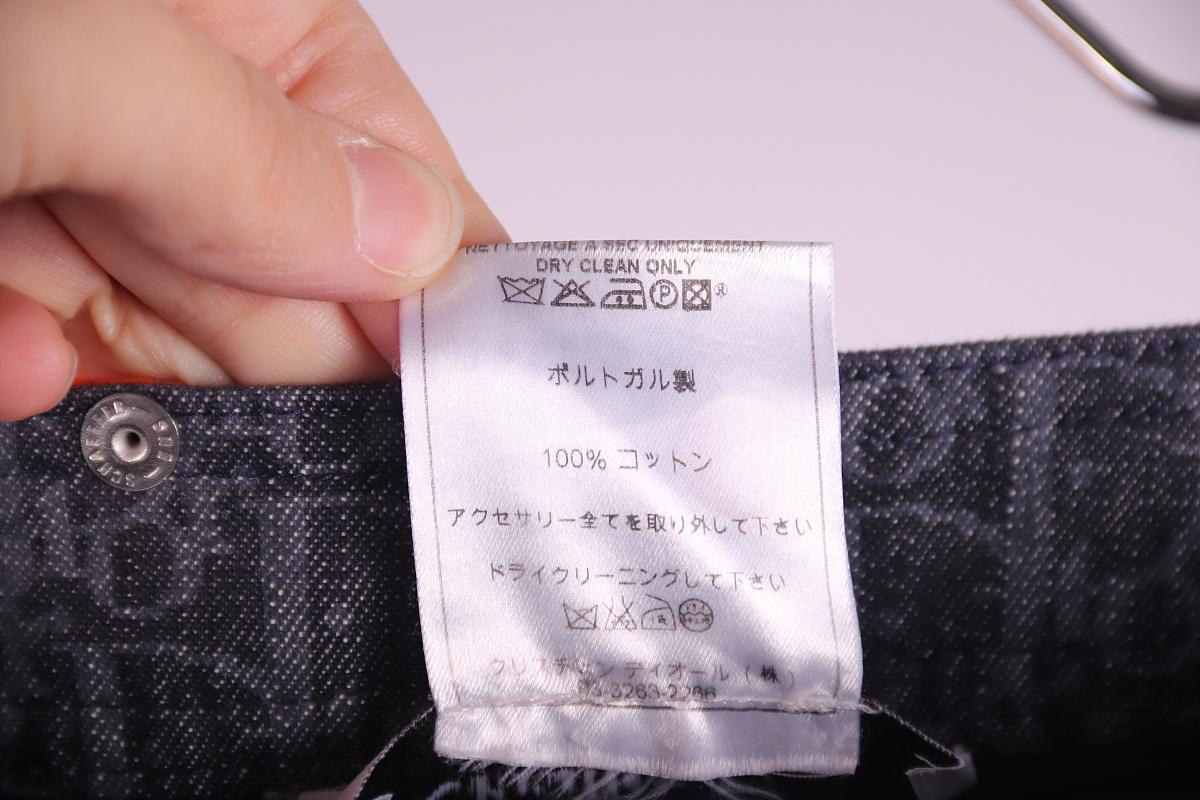 NETTOYAGE A SEC UNIQUEMENT
DRY CLEAN ONLY
P ®
ポルトガル製
100% コットン
アクセサリー全てを取り外して下さい
ドライクリーニングして下さい
クリスチャン ディオール (株)
03-3263-2266